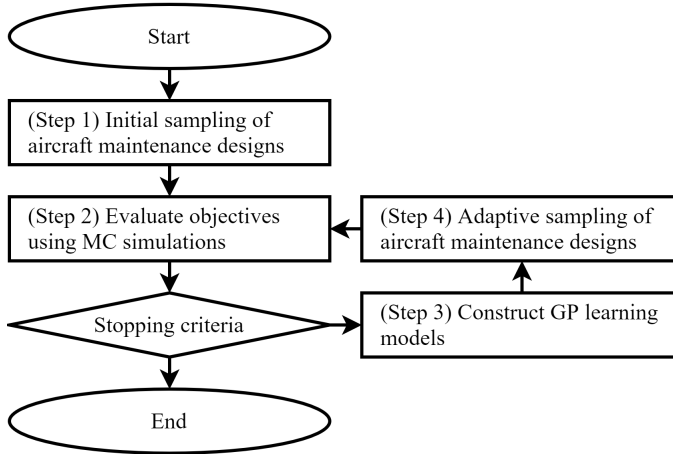 Start
(Step 1) Initial sampling of
aircraft maintenance designs
(Step 2) Evaluate objectives
using MC simulations
(Step 4) Adaptive sampling of
aircraft maintenance designs
Stopping criteria
(Step 3) Construct GP learning
models
End